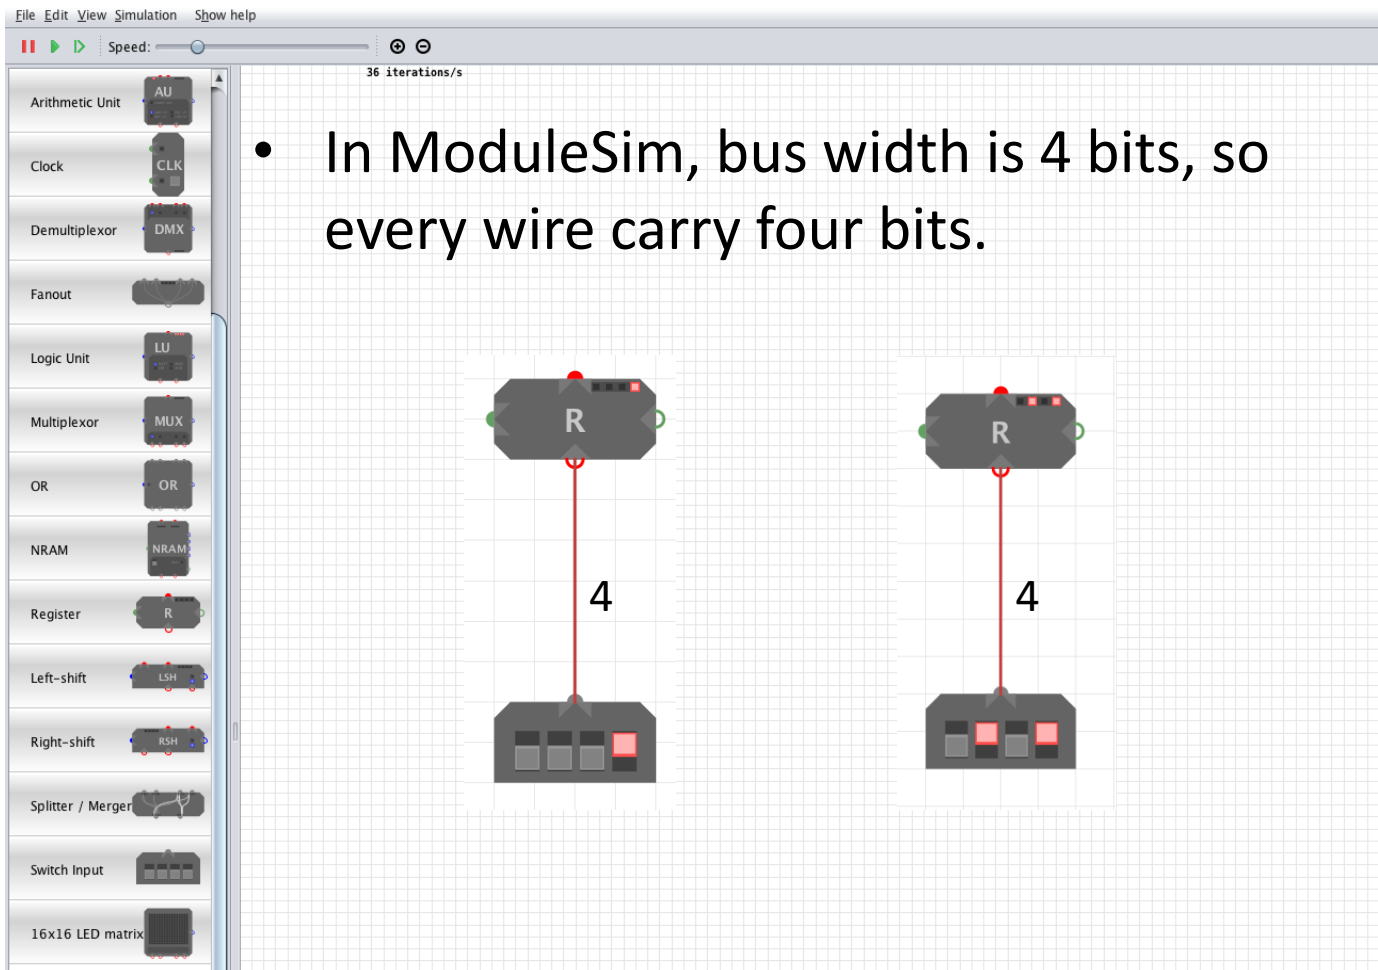 File Edit View Simulation Show help
Speed:
36 iterations/s
Arithmetic Unit AU
Clock CLK
Demultiplexor DMX
Fanout
Logic Unit LU
Multiplexor MUX
OR OR
NRAM NRAM
Register R
Left-shift LSH
Right-shift RSH
Splitter / Merger
Switch Input
16x16 LED matrix
• In ModuleSim, bus width is 4 bits, so
every wire carry four bits.
R R
4 4